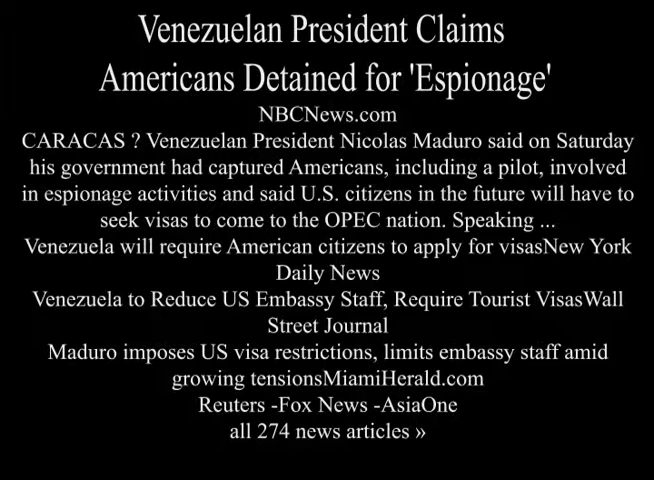 Venezuelan President Claims
Americans Detained for 'Espionage'
NBCNews.com
CARACAS ? Venezuelan President Nicolas Maduro said on Saturday
his government had captured Americans, including a pilot, involved
in espionage activities and said U.S. citizens in the future will have to
seek visas to come to the OPEC nation. Speaking ...
Venezuela will require American citizens to apply for visasNew York
Daily News
Venezuela to Reduce US Embassy Staff, Require Tourist VisasWall
Street Journal
Maduro imposes US visa restrictions, limits embassy staff amid
growing tensionsMiamiHerald.com
Reuters -Fox News -AsiaOne
all 274 news articles »